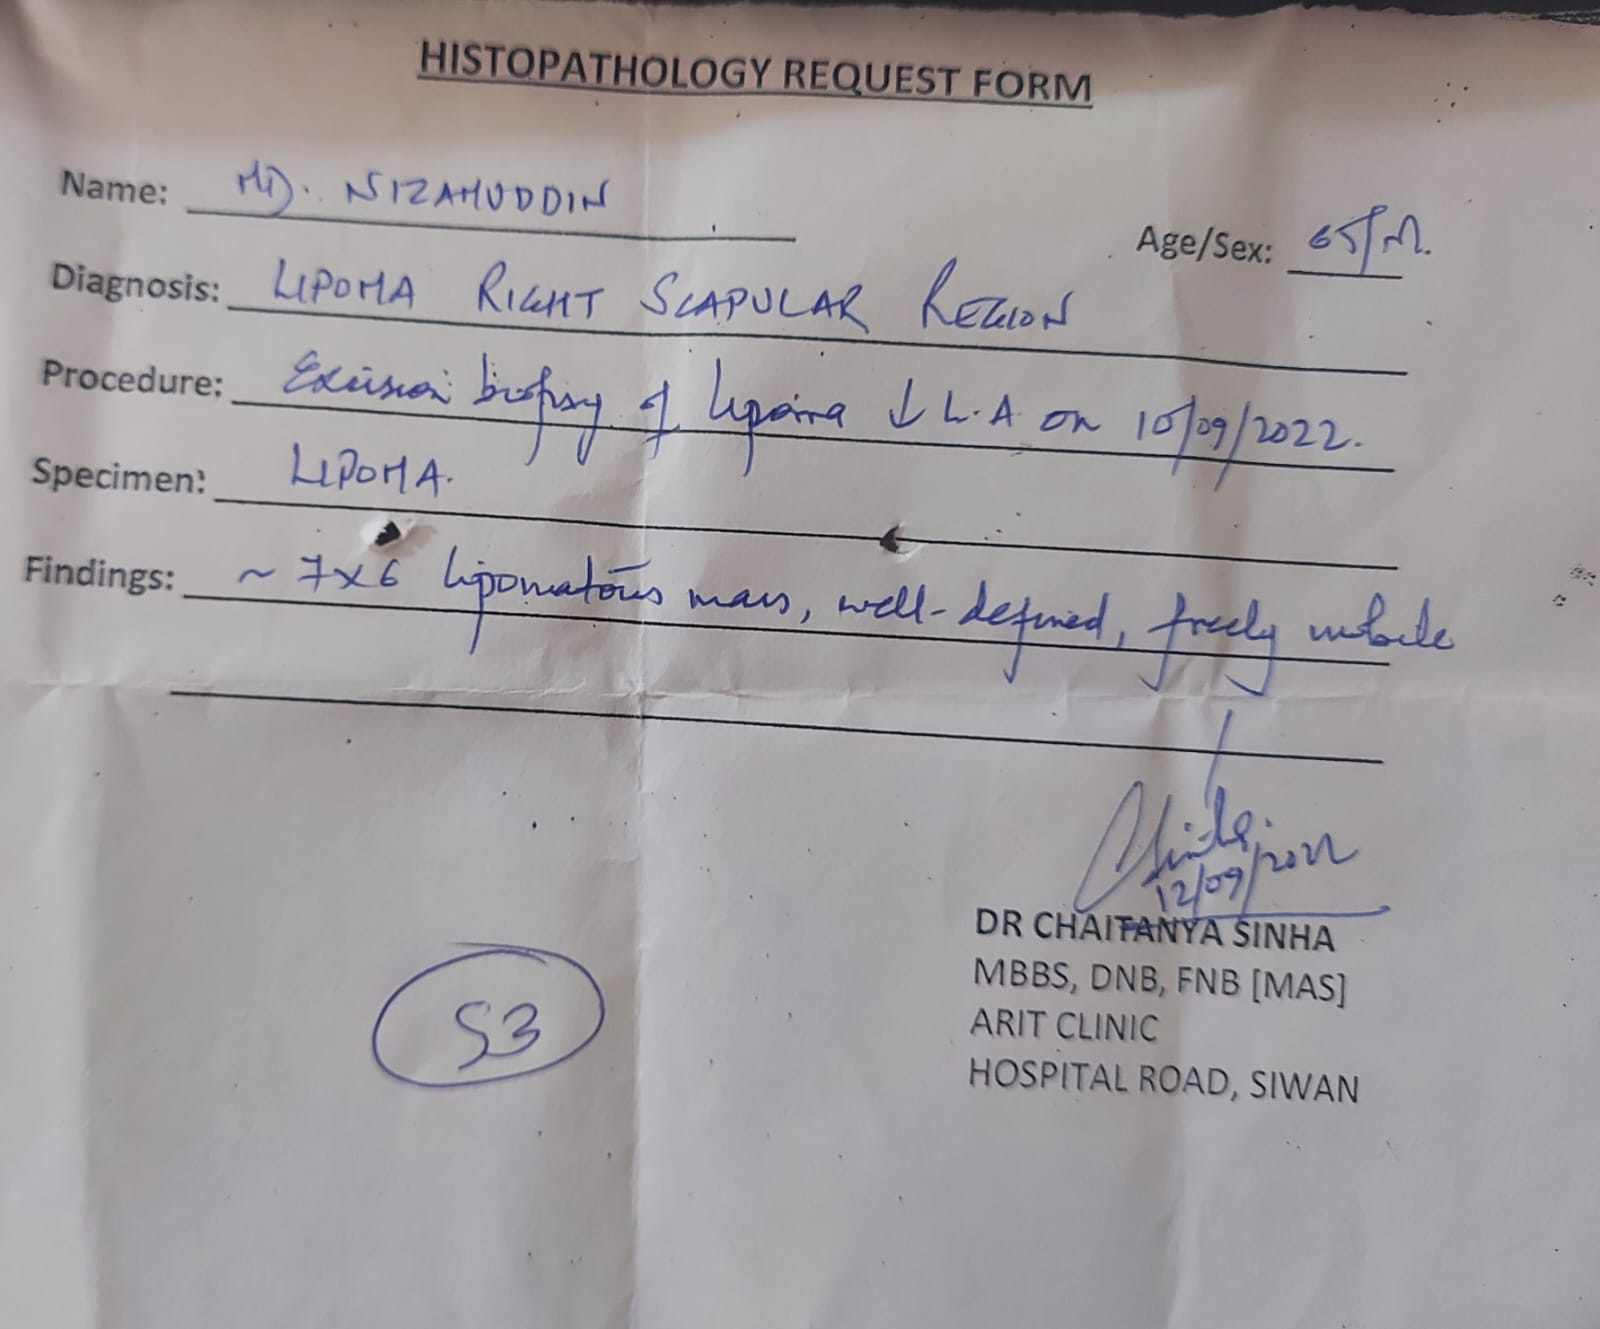 HISTOPATHOLOGY REQUEST FORM
Name: MD. NIZAMUDDIN
Age/Sex: 65/M.
Diagnosis: LIPOMA RIGHT SCAPULAR REGION
Procedure: Excision biopsy of lipoma ↓ L.A on 10/09/2022.
Specimen: LIPOMA.
Findings: ~ 7x6 lipomatous mass, well-defined, freely mobile
12/09/2022
DR CHAITANYA SINHA
MBBS, DNB, FNB [MAS]
ARIT CLINIC
HOSPITAL ROAD, SIWAN
53